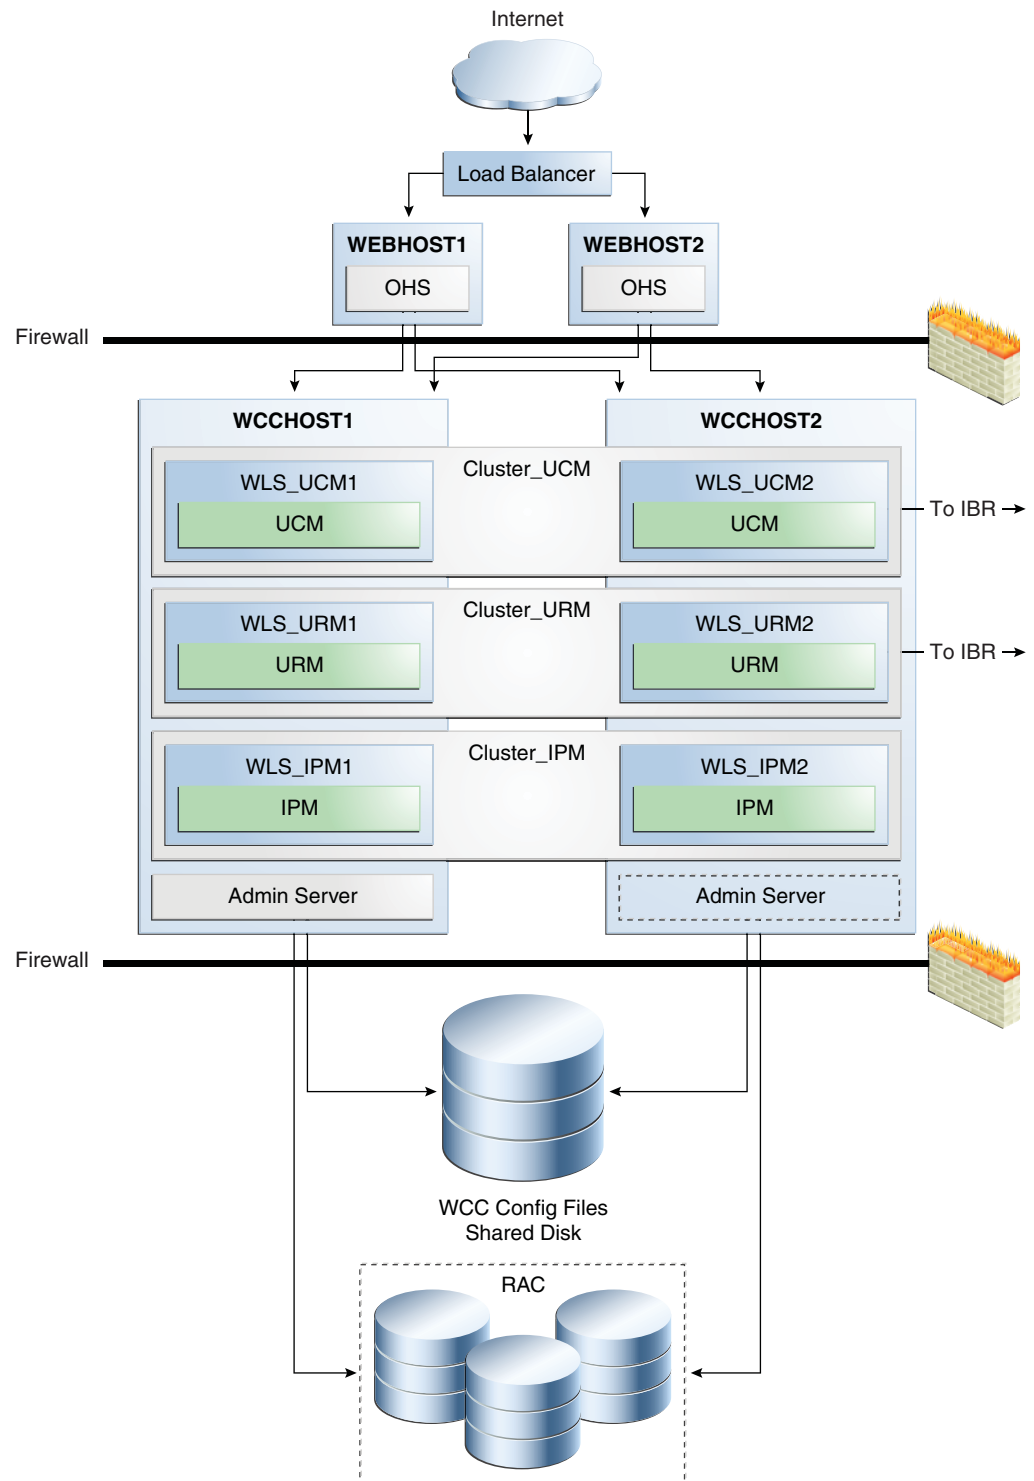 Internet
Load Balancer
WEBHOST1
WEBHOST2
OHS
OHS
Firewall
WCCHOST1
WCCHOST2
Cluster_UCM
WLS_UCM1
WLS_UCM2
UCM
UCM
To IBR
Cluster_URM
WLS_URM1
WLS_URM2
URM
URM
To IBR
Cluster_IPM
WLS_IPM1
WLS_IPM2
IPM
IPM
Admin Server
Admin Server
Firewall
WCC Config Files
Shared Disk
RAC